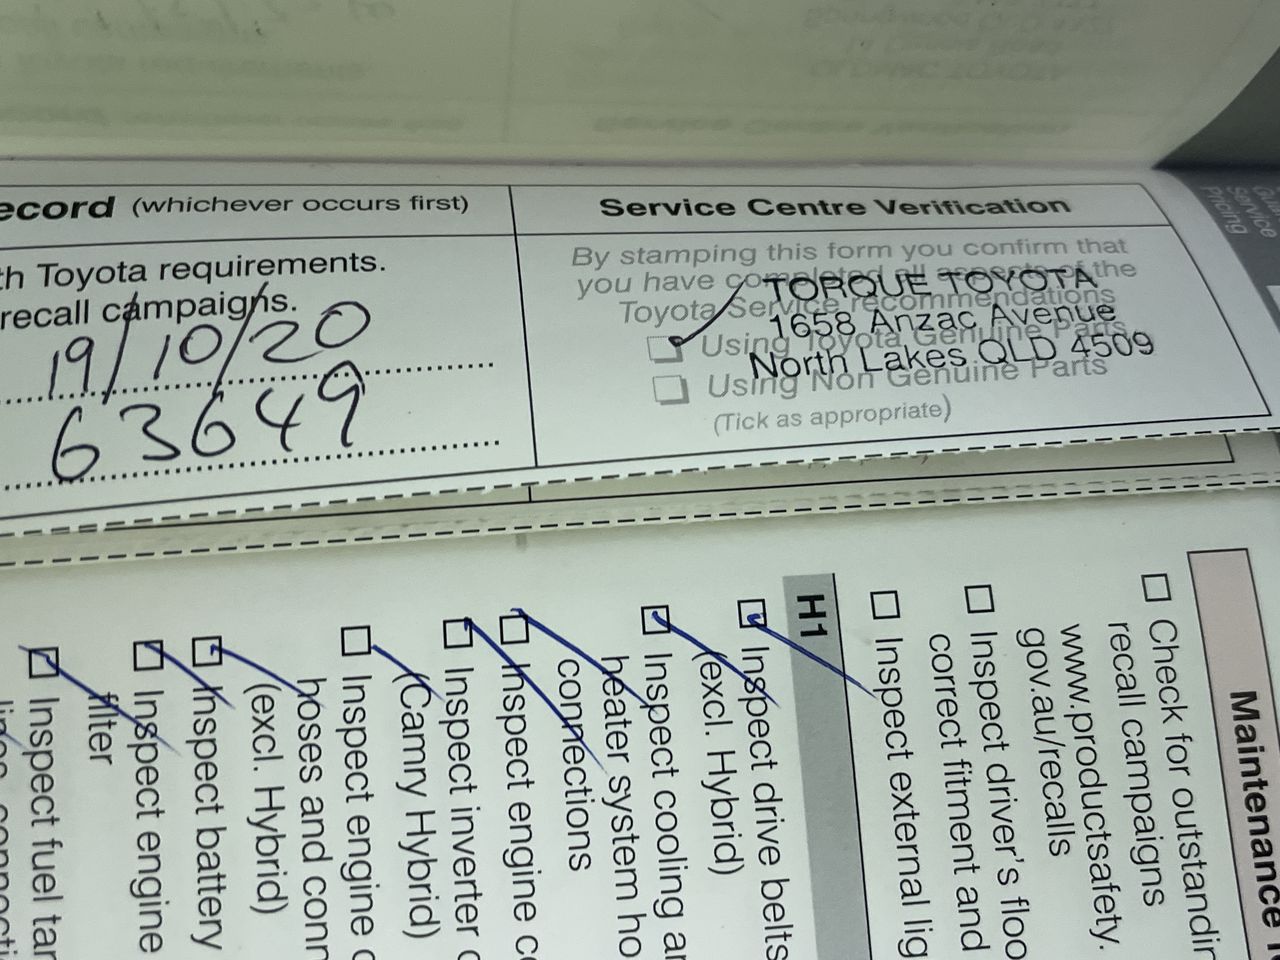 ecord (whichever occurs first)
th Toyota requirements.
recall campaigns.
19/10/20
63649
Service Centre Verification
By stamping this form you confirm that
you have completed all aspects of the
Toyota Service recommendations
Using Toyota Genuine Parts
Using Non Genuine Parts
(Tick as appropriate)
TORQUE TOYOTA
1658 Anzac Avenue
North Lakes QLD 4509
Service
Pricing
Maintenance
Check for outstandin
recall campaigns
www.productsafety.
gov.au/recalls
Inspect driver's floo
correct fitment and
Inspect external lig
H1
Inspect drive belts
(excl. Hybrid)
Inspect cooling an
heater system ho
connections
Inspect engine co
Inspect inverter c
(Camry Hybrid)
Inspect engine
hoses and conn
(excl. Hybrid)
Inspect battery
Inspect engine
filter
Inspect fuel tan